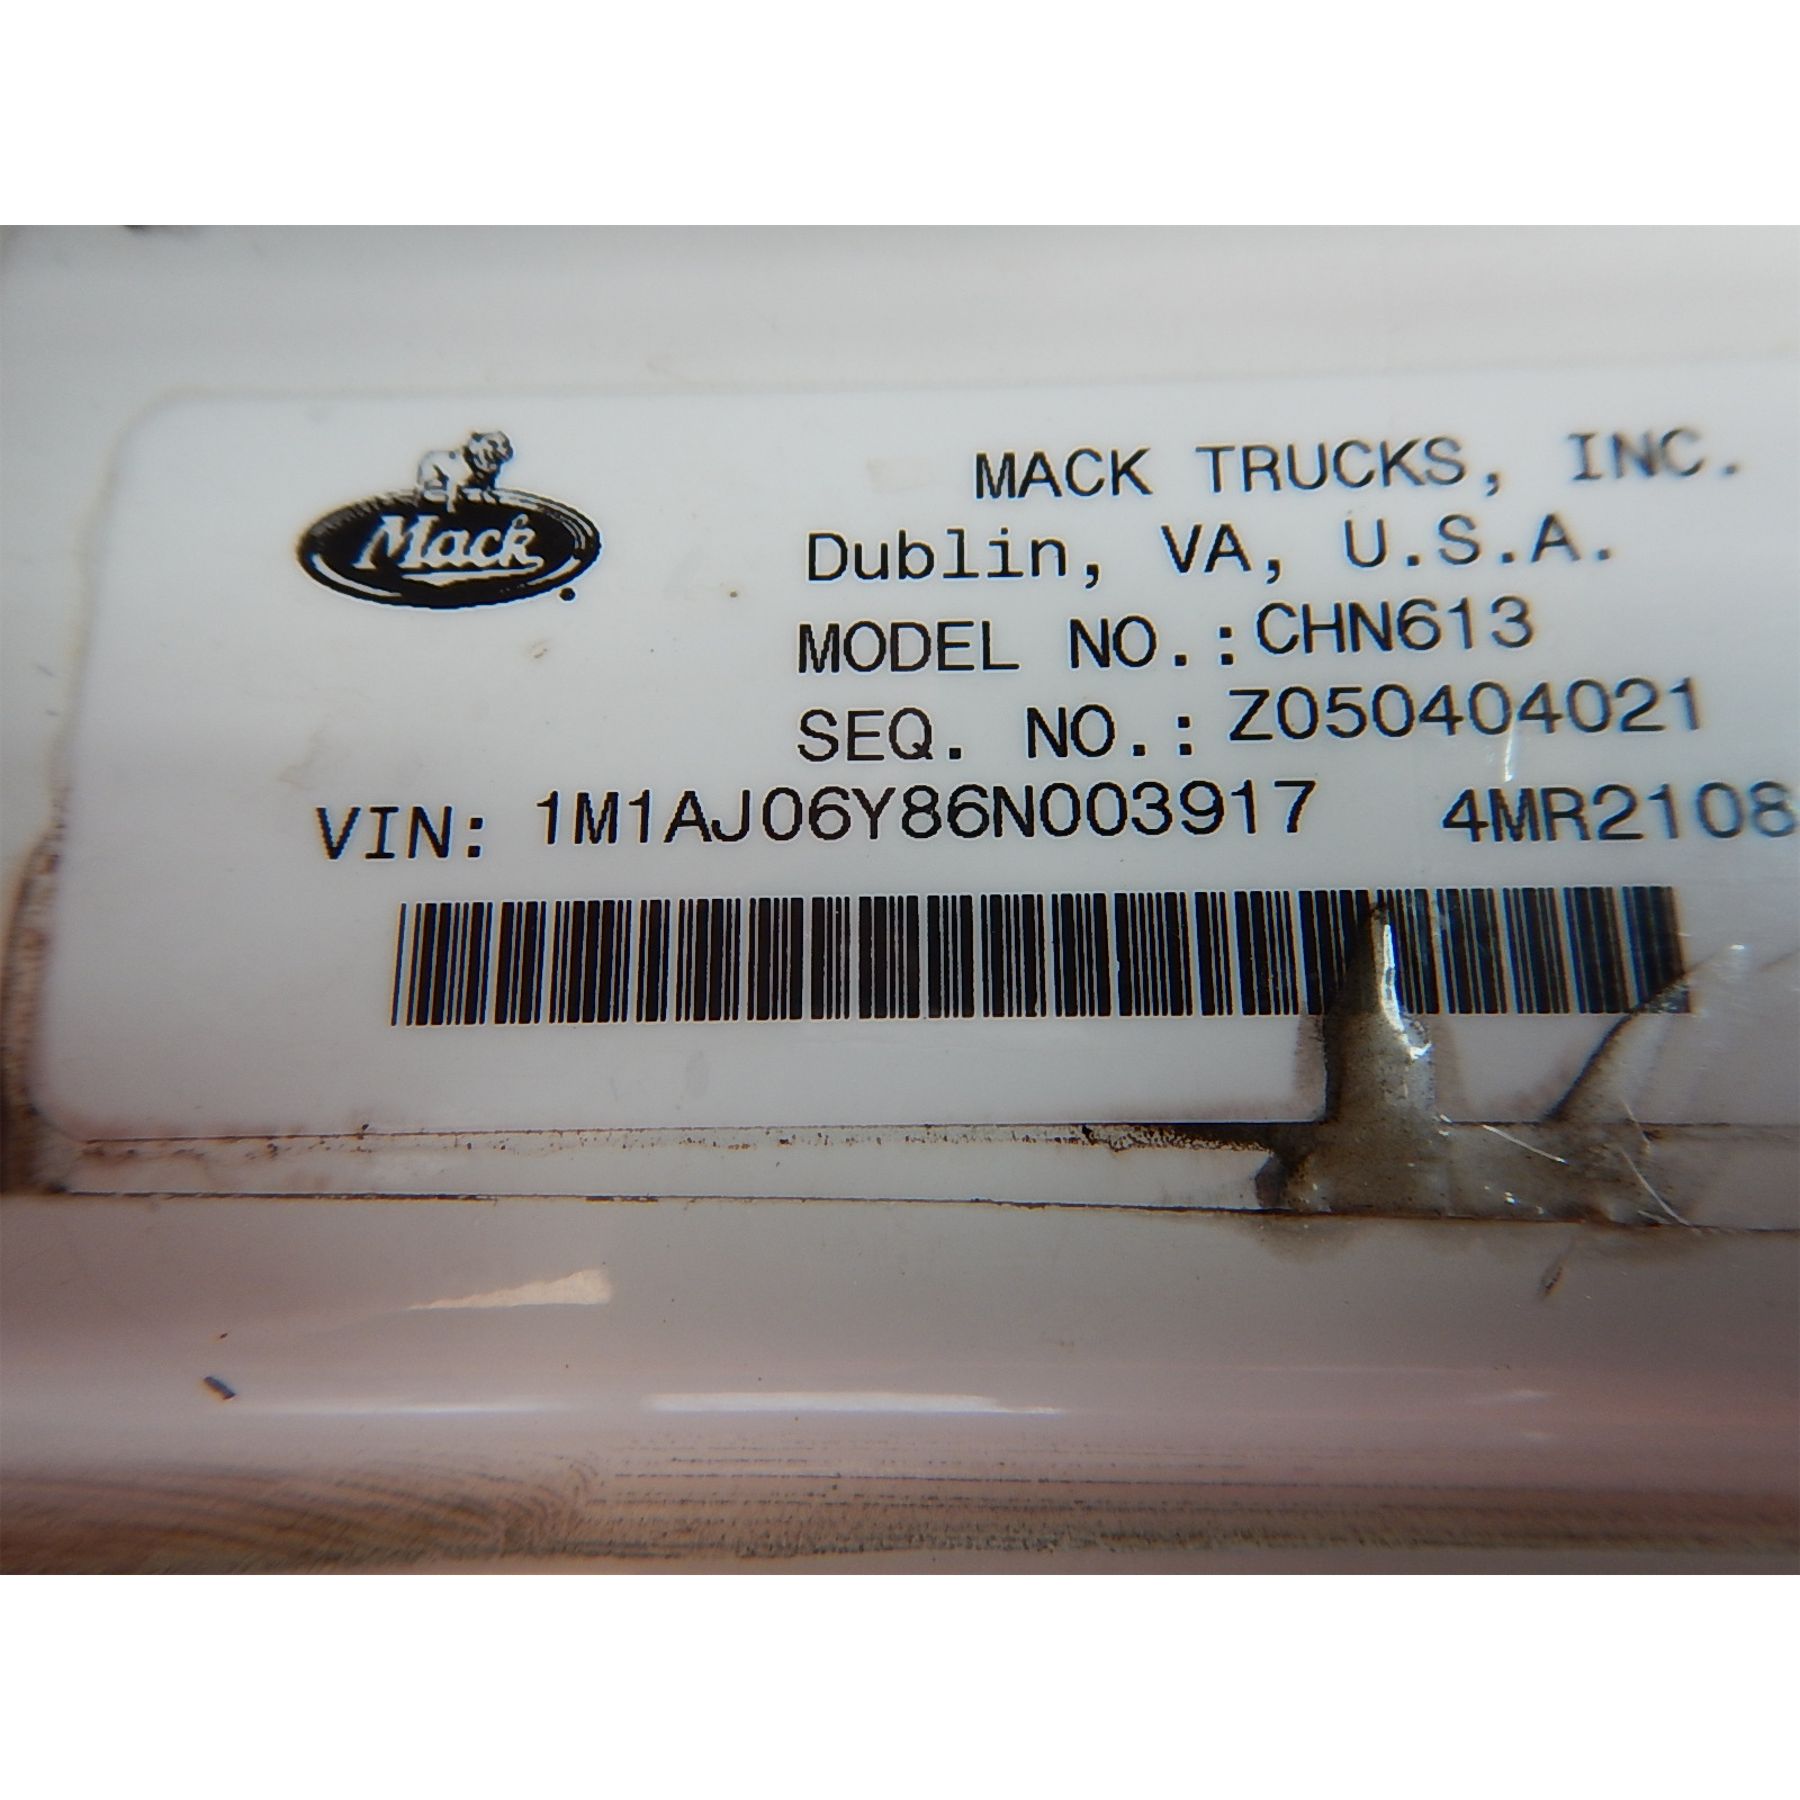 Mack
MACK TRUCKS, INC.
Dublin, VA, U.S.A.
MODEL NO.:CHN613
SEQ. NO.:Z050404021
VIN: 1M1AJ06Y86N003917 4MR2108